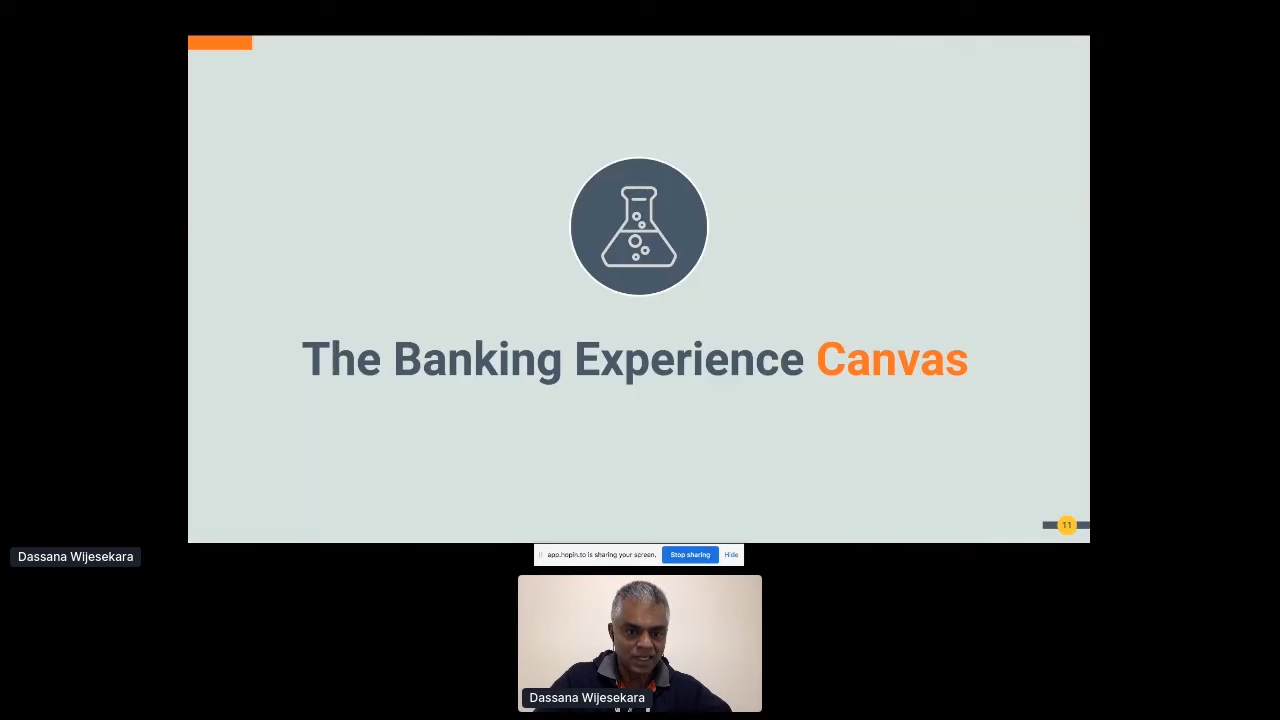 The Banking Experience Canvas
11
Dassana Wijesekara
app.hopin.to is sharing your screen. Stop sharing Hide
Dassana Wijesekara